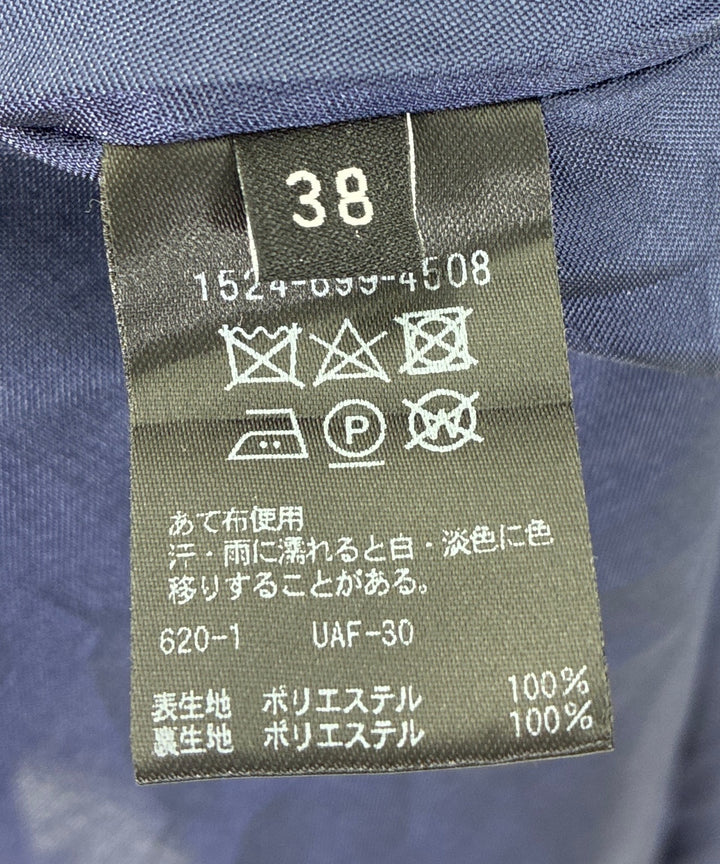 38
1524-699-4508
P
W
あて布使用
汗・雨に濡れると白・淡色に色
移りすることがある。
620-1 UAF-30
表生地 ポリエステル 100%
裏生地 ポリエステル 100%